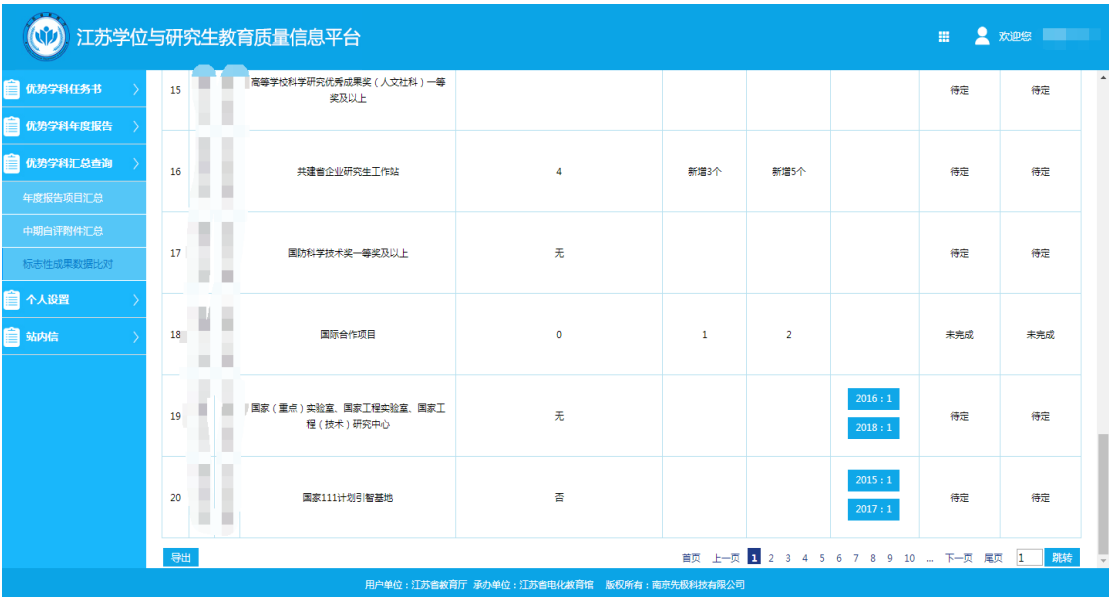 江苏学位与研究生教育质量信息平台
欢迎您
优势学科任务书
优势学科年度报告
优势学科汇总查询
年度报告项目汇总
中期自评附件汇总
标志性成果数据比对
个人设置
站内信
15 高等学校科学研究优秀成果奖（人文社科）一等 待定 待定
奖及以上
16 共建省企业研究生工作站 4 新增3个 新增5个 待定 待定
17 国防科学技术奖一等奖及以上 无 待定 待定
18 国际合作项目 0 1 2 未完成 未完成
2016：1
19 国家（重点）实验室、国家工程实验室、国家工 无 待定 待定
程（技术）研究中心
2018：1
2015：1
20 国家111计划引智基地 否 待定 待定
2017：1
导出 首页 上一页 1 2 3 4 5 6 7 8 9 10 ... 下一页 尾页 1 跳转
用户单位：江苏省教育厅 承办单位：江苏省电化教育馆 版权所有：南京先极科技有限公司